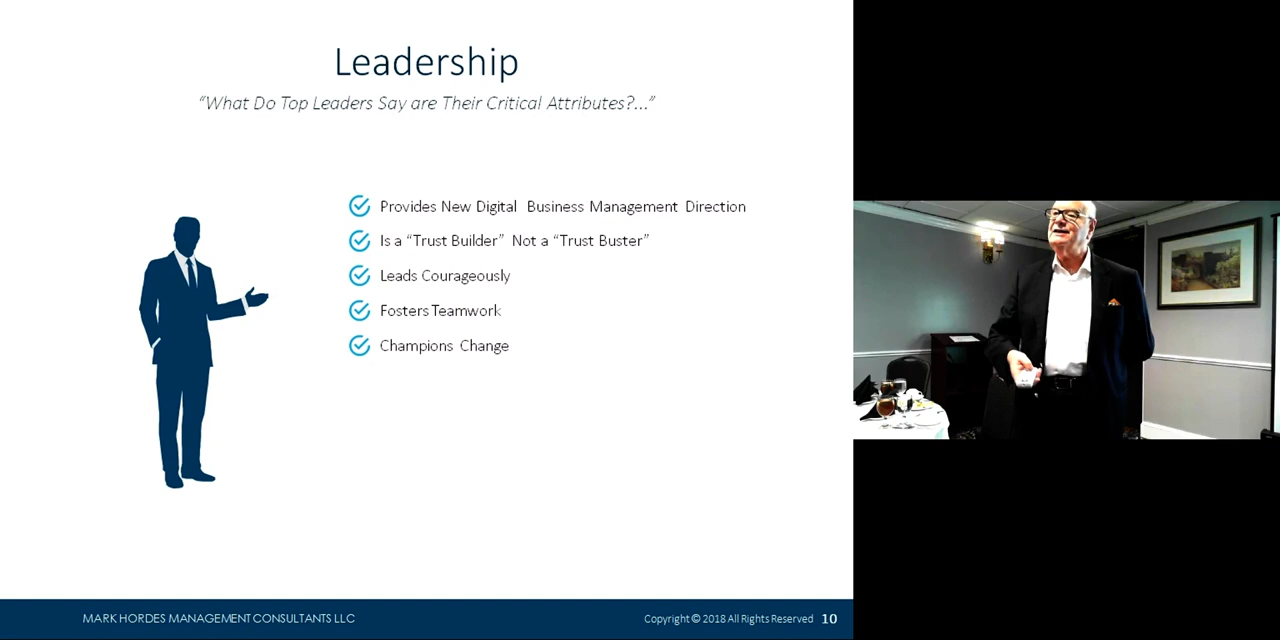 Leadership
“What Do Top Leaders Say are Their Critical Attributes?...”
Provides New Digital Business Management Direction
Is a “Trust Builder” Not a “Trust Buster”
Leads Courageously
Fosters Teamwork
Champions Change
MARK HORDES MANAGEMENT CONSULTANTS LLC
Copyright © 2018 All Rights Reserved 10